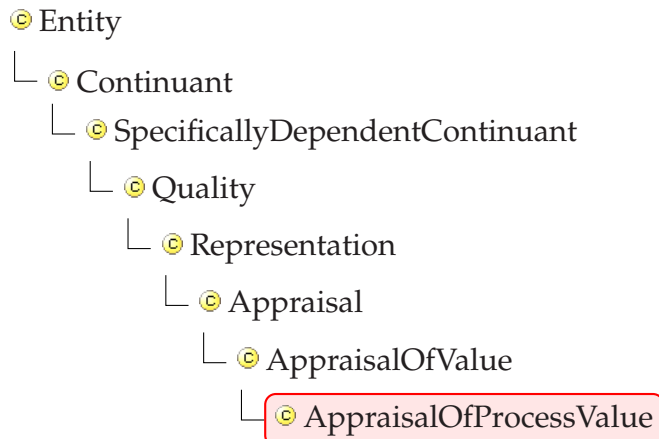 Entity
Continuant
SpecificallyDependentContinuant
Quality
Representation
Appraisal
AppraisalOfValue
AppraisalOfProcessValue